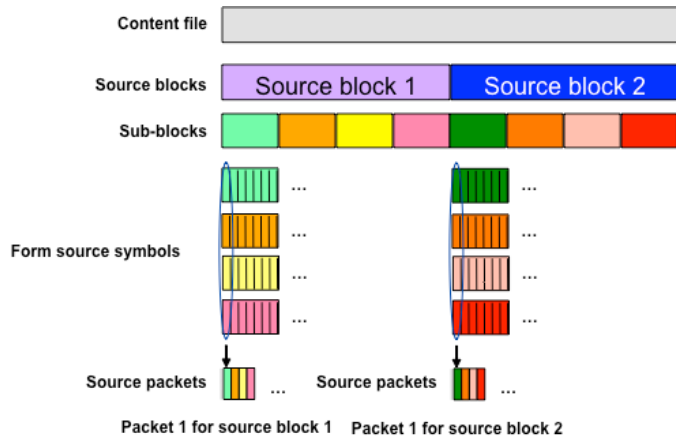 Content file
Source blocks
Source block 1
Source block 2
Sub-blocks
...
...
...
...
Form source symbols
...
...
...
...
Source packets
...
Source packets
...
Packet 1 for source block 1
Packet 1 for source block 2